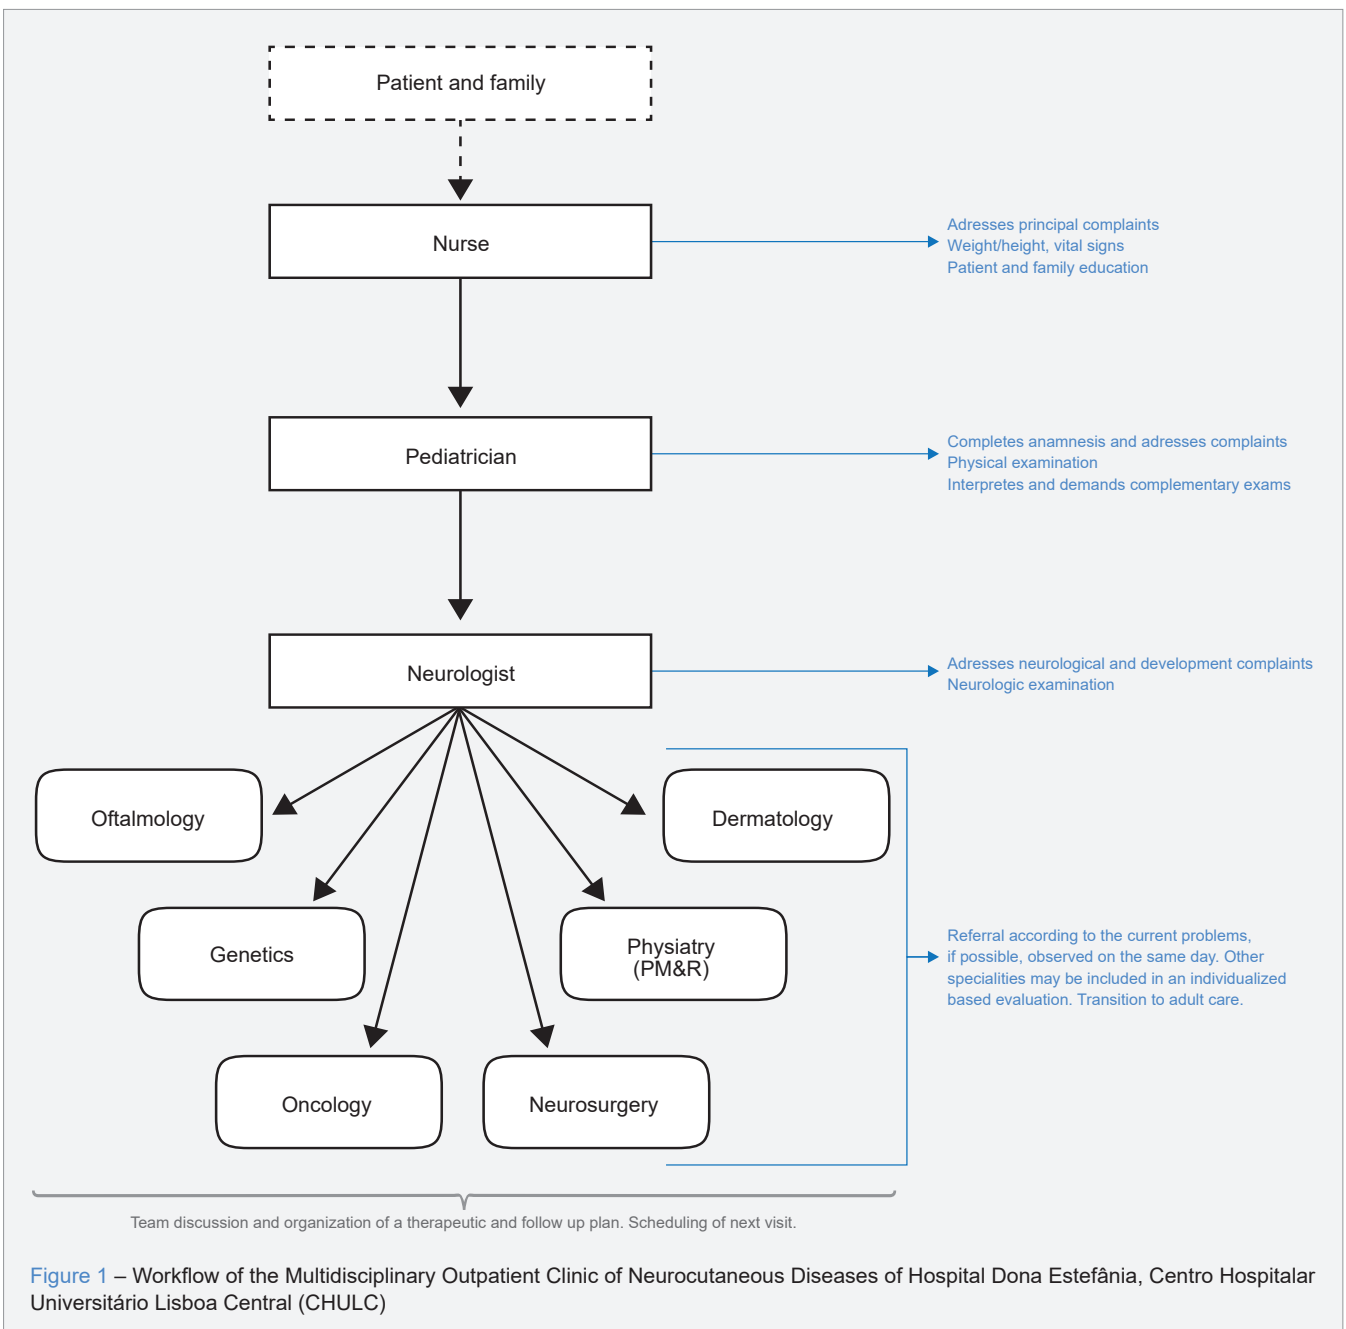 Patient and family
Nurse
Adresses principal complaints
Weight/height, vital signs
Patient and family education
Pediatrician
Completes anamnesis and adresses complaints
Physical examination
Interpretes and demands complementary exams
Neurologist
Adresses neurological and development complaints
Neurologic examination
Oftalmology
Dermatology
Genetics
Physiatry
(PM&R)
Referral according to the current problems,
if possible, observed on the same day. Other
specialities may be included in an individualized
based evaluation. Transition to adult care.
Oncology
Neurosurgery
Team discussion and organization of a therapeutic and follow up plan. Scheduling of next visit.
Figure 1 – Workflow of the Multidisciplinary Outpatient Clinic of Neurocutaneous Diseases of Hospital Dona Estefânia, Centro Hospitalar
Universitário Lisboa Central (CHULC)